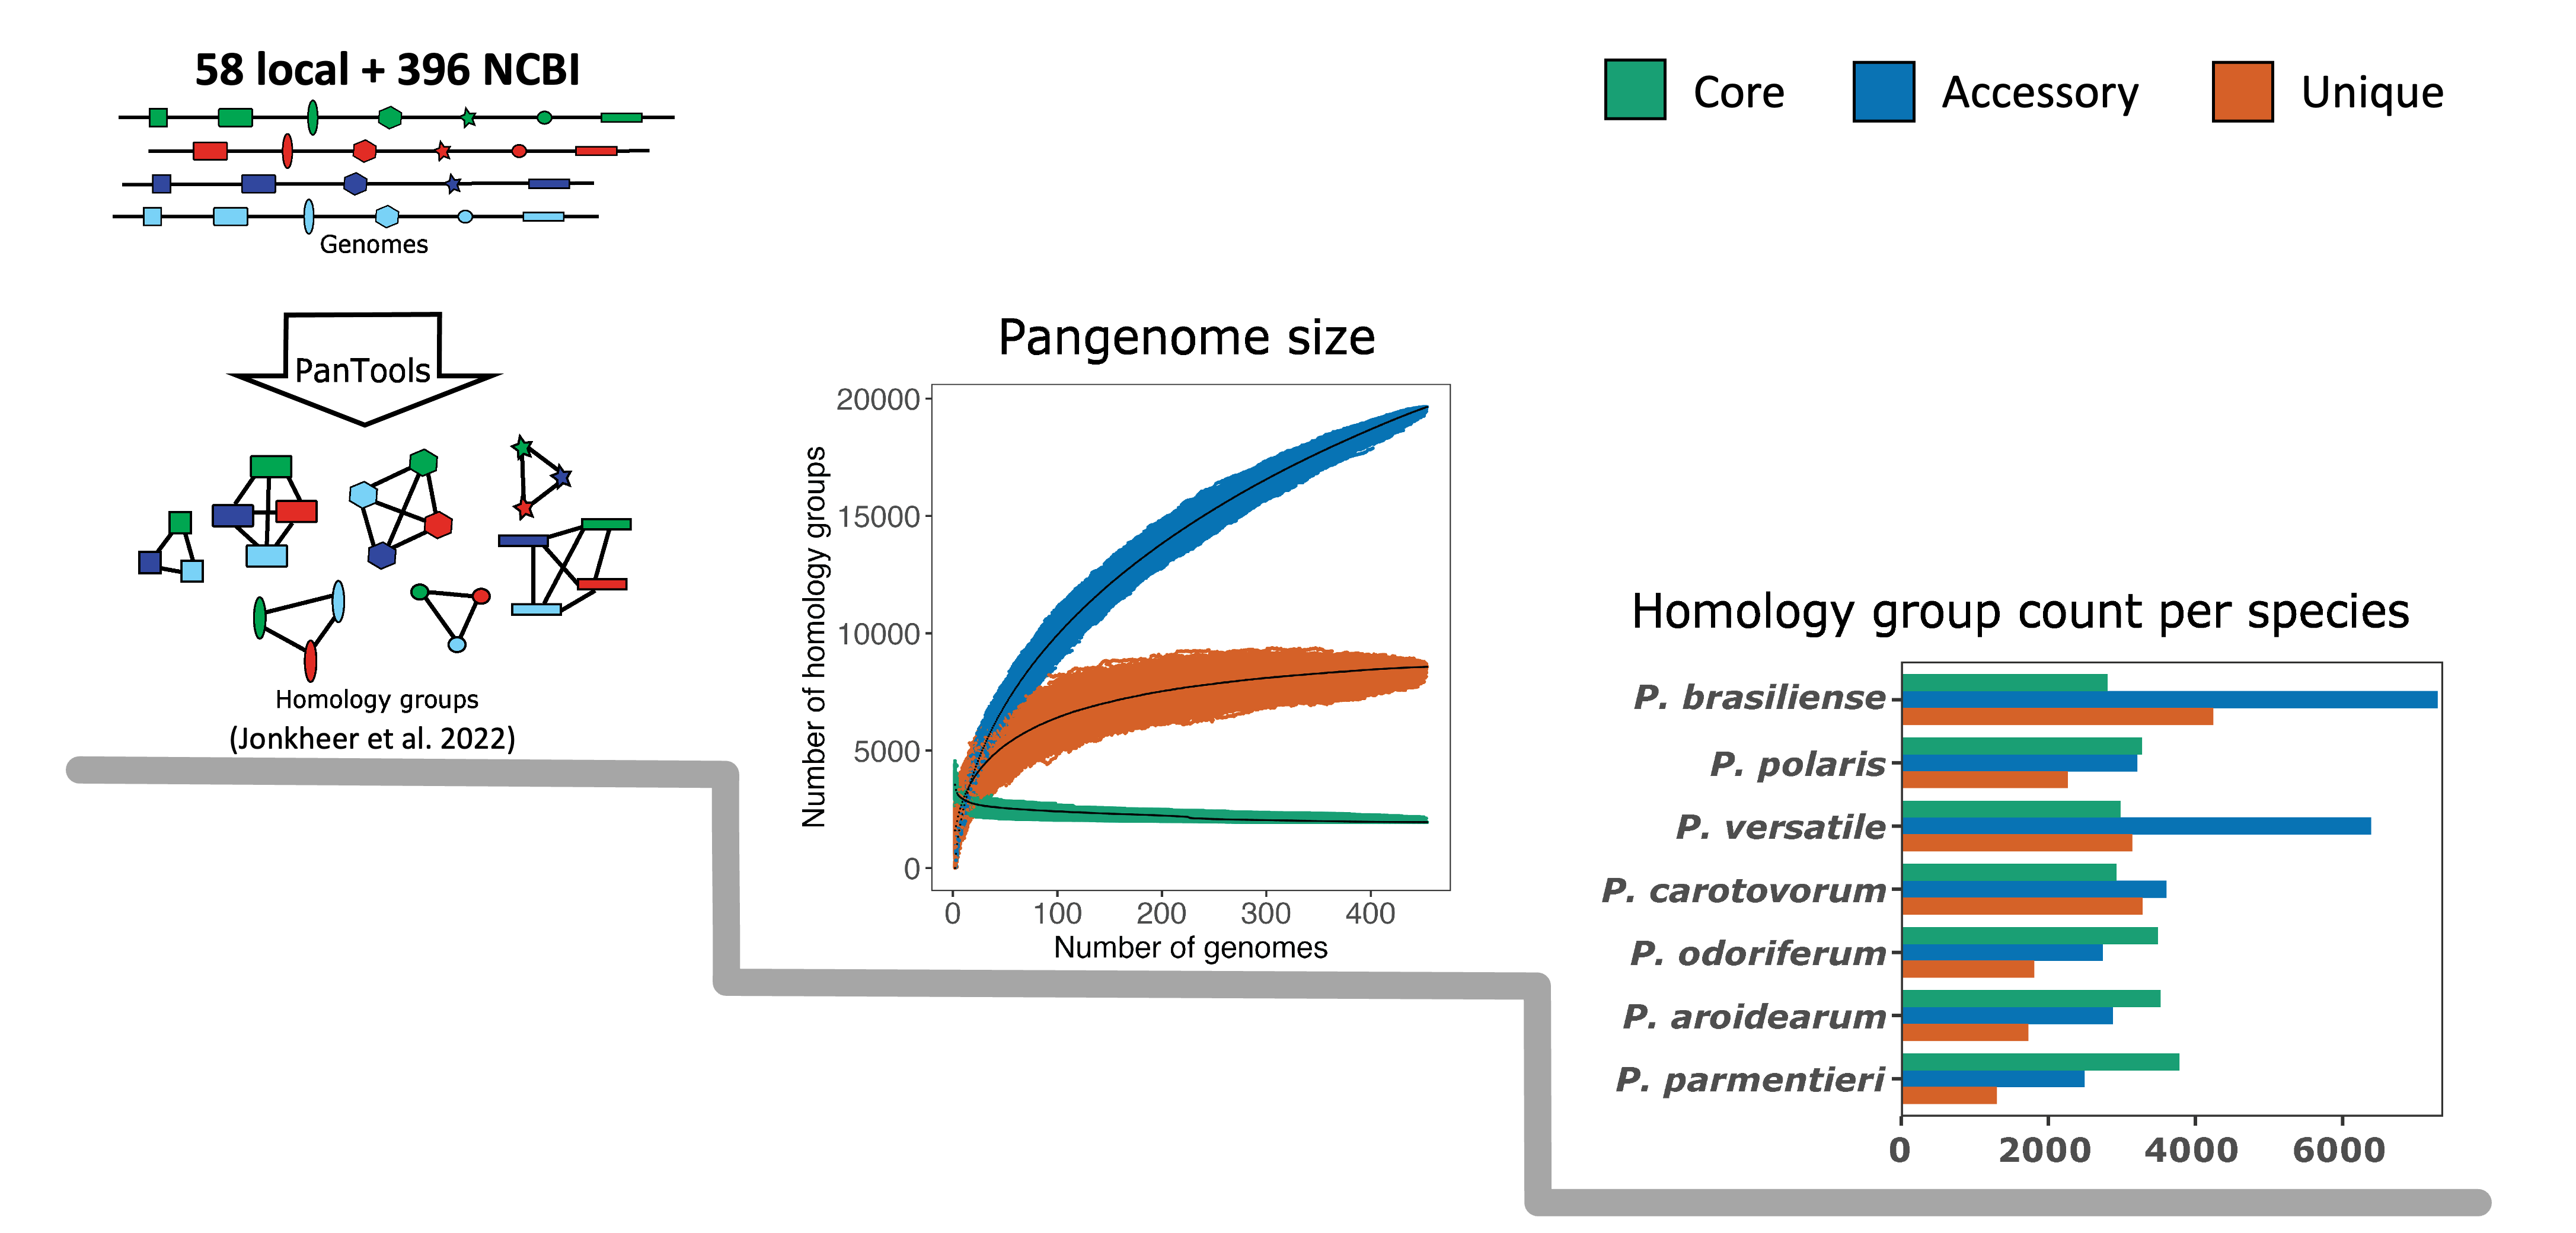 58 local + 396 NCBI
Genomes
PanTools
Homology groups
(Jonkheer et al. 2022)
Core
Accessory
Unique
Pangenome size
Number of homology groups
20000
15000
10000
5000
0
0 100 200 300 400
Number of genomes
Homology group count per species
P. brasiliense
P. polaris
P. versatile
P. carotovorum
P. odoriferum
P. aroidearum
P. parmentieri
0 2000 4000 6000